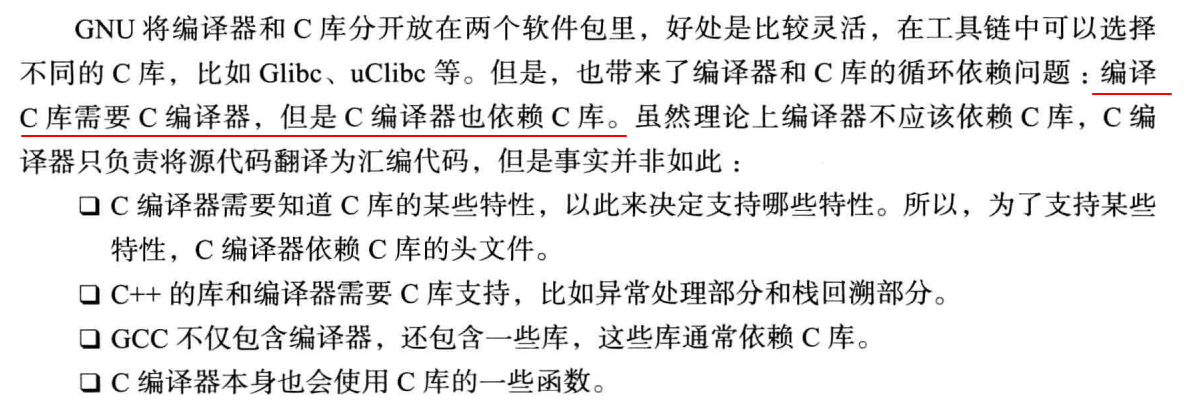 GNU 将编译器和 C 库分开放在两个软件包里，好处是比较灵活，在工具链中可以选择
不同的 C 库，比如 Glibc、uClibc 等。但是，也带来了编译器和 C 库的循环依赖问题：编译
C 库需要 C 编译器，但是 C 编译器也依赖 C 库。虽然理论上编译器不应该依赖 C 库，C 编
译器只负责将源代码翻译为汇编代码，但是事实并非如此：
❏ C 编译器需要知道 C 库的某些特性，以此来决定支持哪些特性。所以，为了支持某些
特性，C 编译器依赖 C 库的头文件。
❏ C++ 的库和编译器需要 C 库支持，比如异常处理部分和栈回溯部分。
❏ GCC 不仅包含编译器，还包含一些库，这些库通常依赖 C 库。
❏ C 编译器本身也会使用 C 库的一些函数。